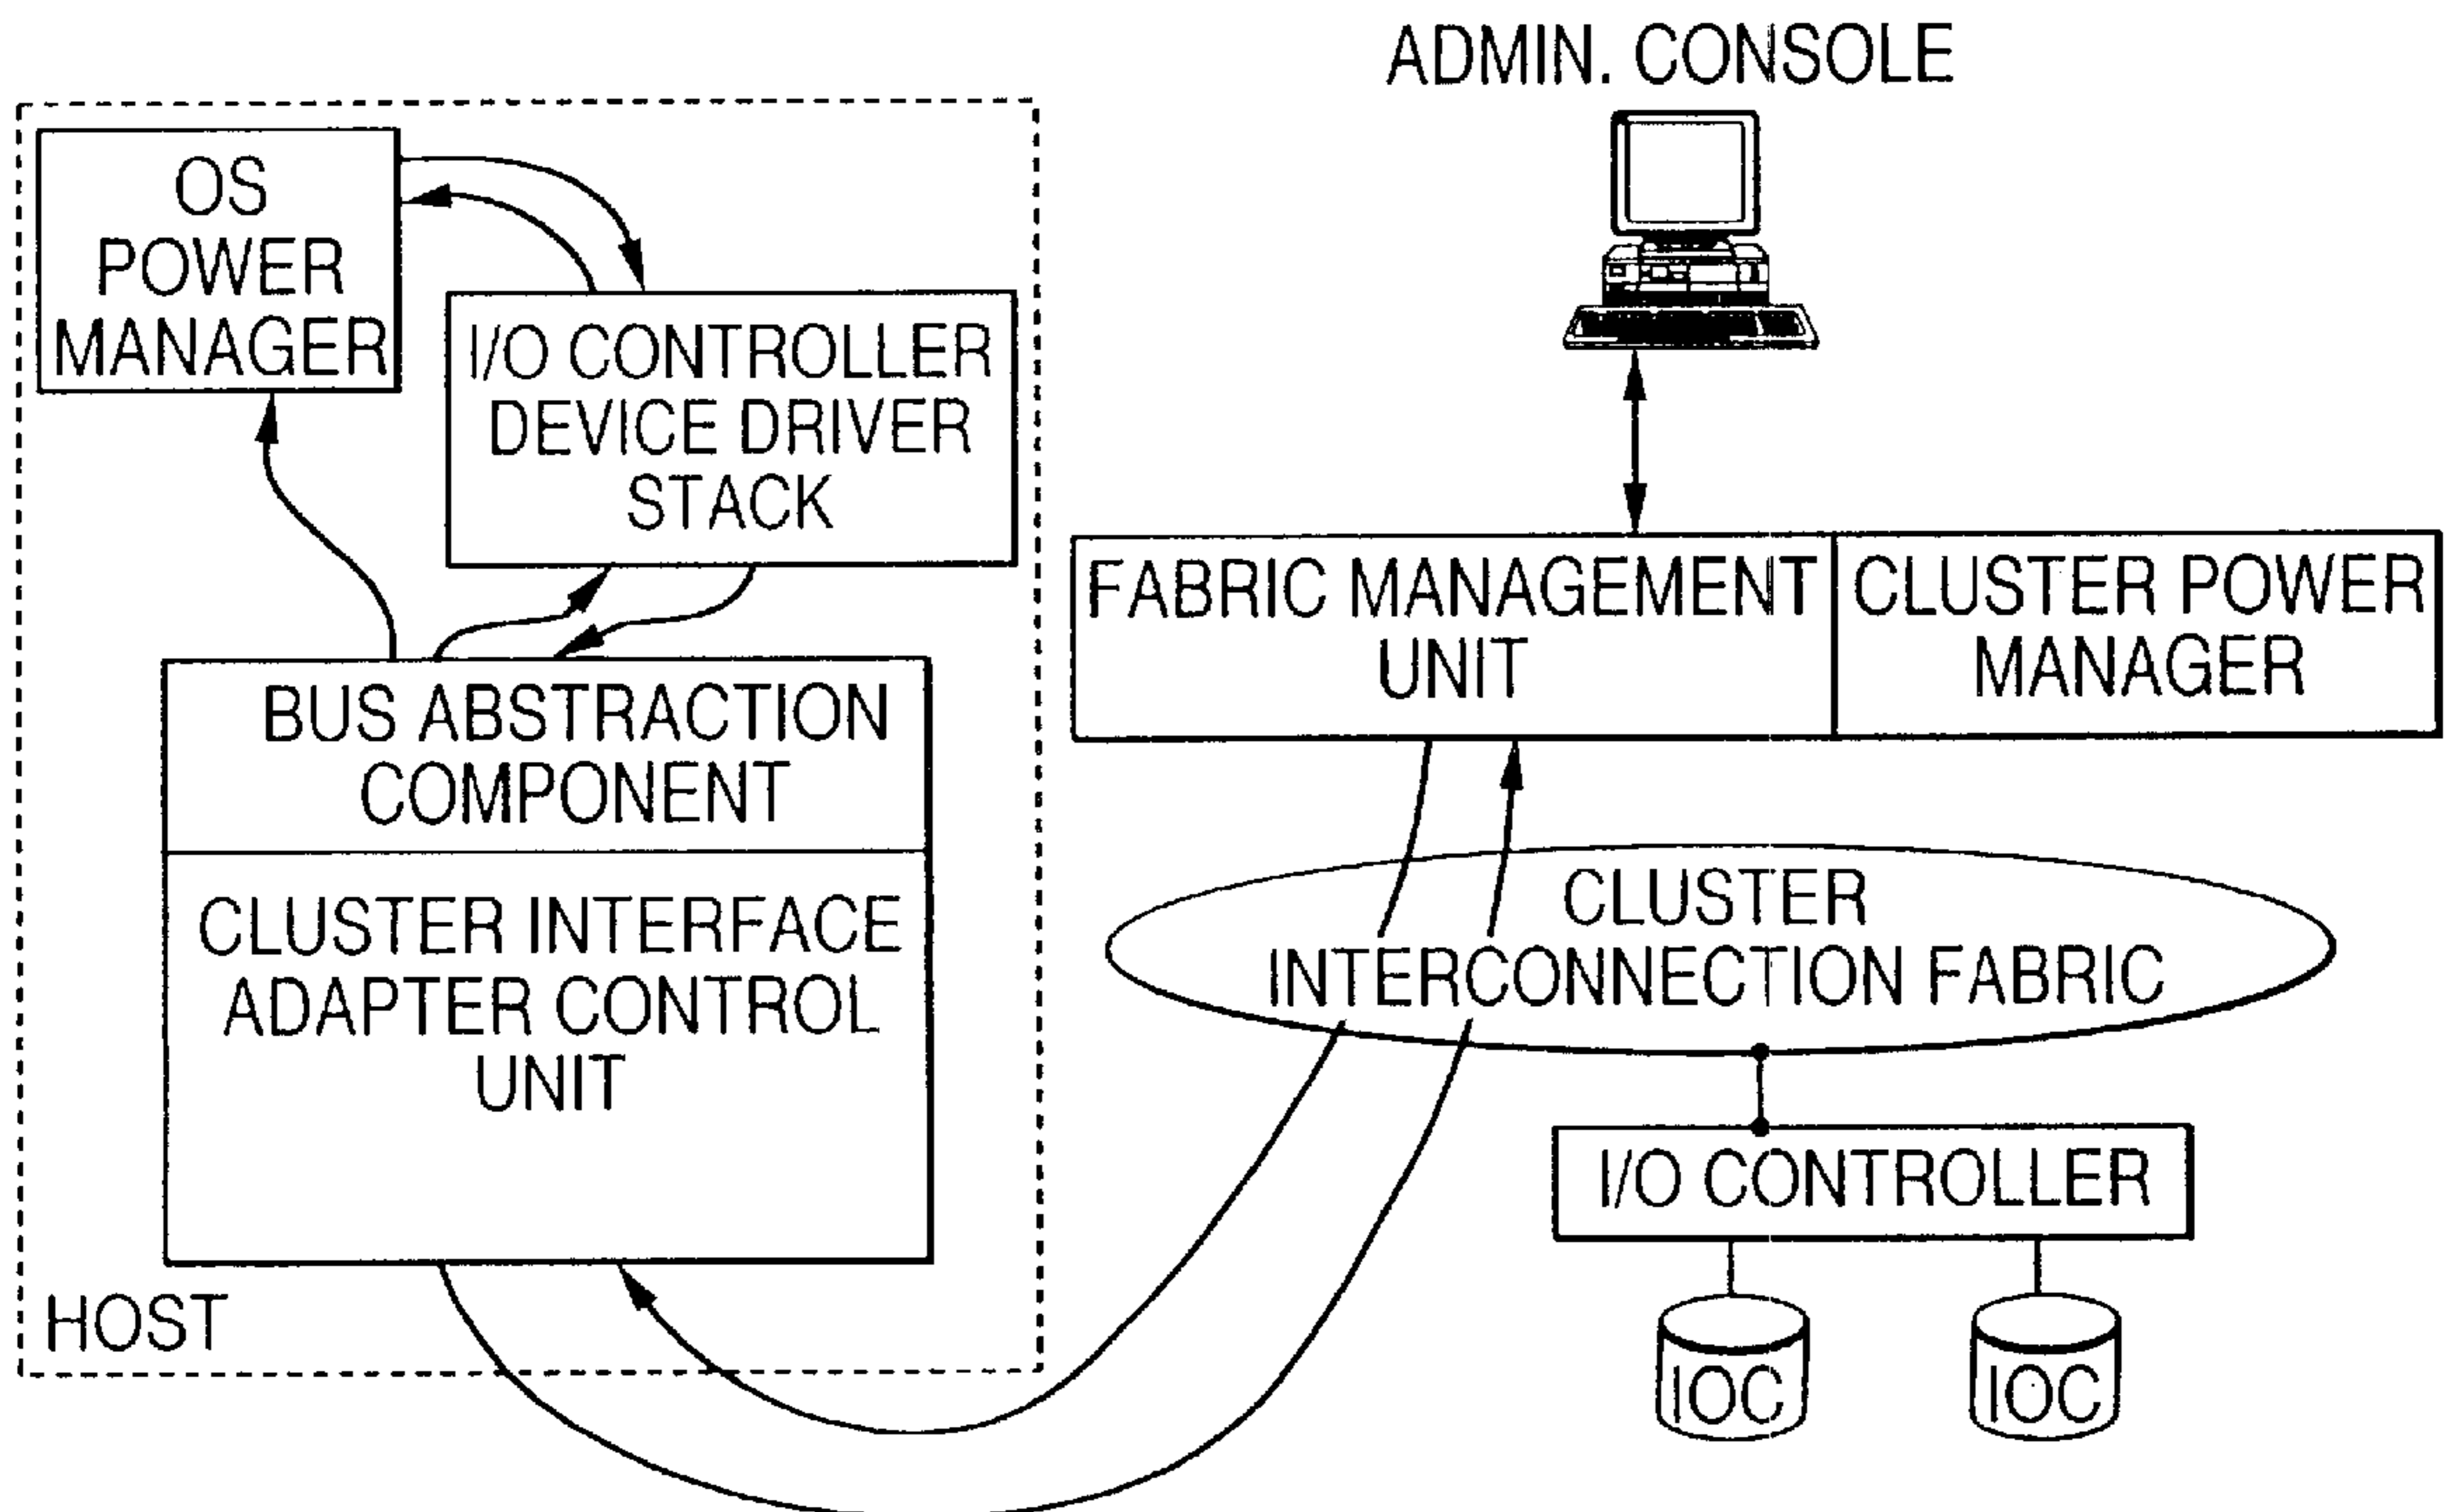 ADMIN. CONSOLE
OS
POWER
MANAGER
I/O CONTROLLER
DEVICE DRIVER
STACK
BUS ABSTRACTION
COMPONENT
CLUSTER INTERFACE
ADAPTER CONTROL
UNIT
HOST
FABRIC MANAGEMENT
UNIT
CLUSTER POWER
MANAGER
CLUSTER
INTERCONNECTION FABRIC
I/O CONTROLLER
IOC
IOC